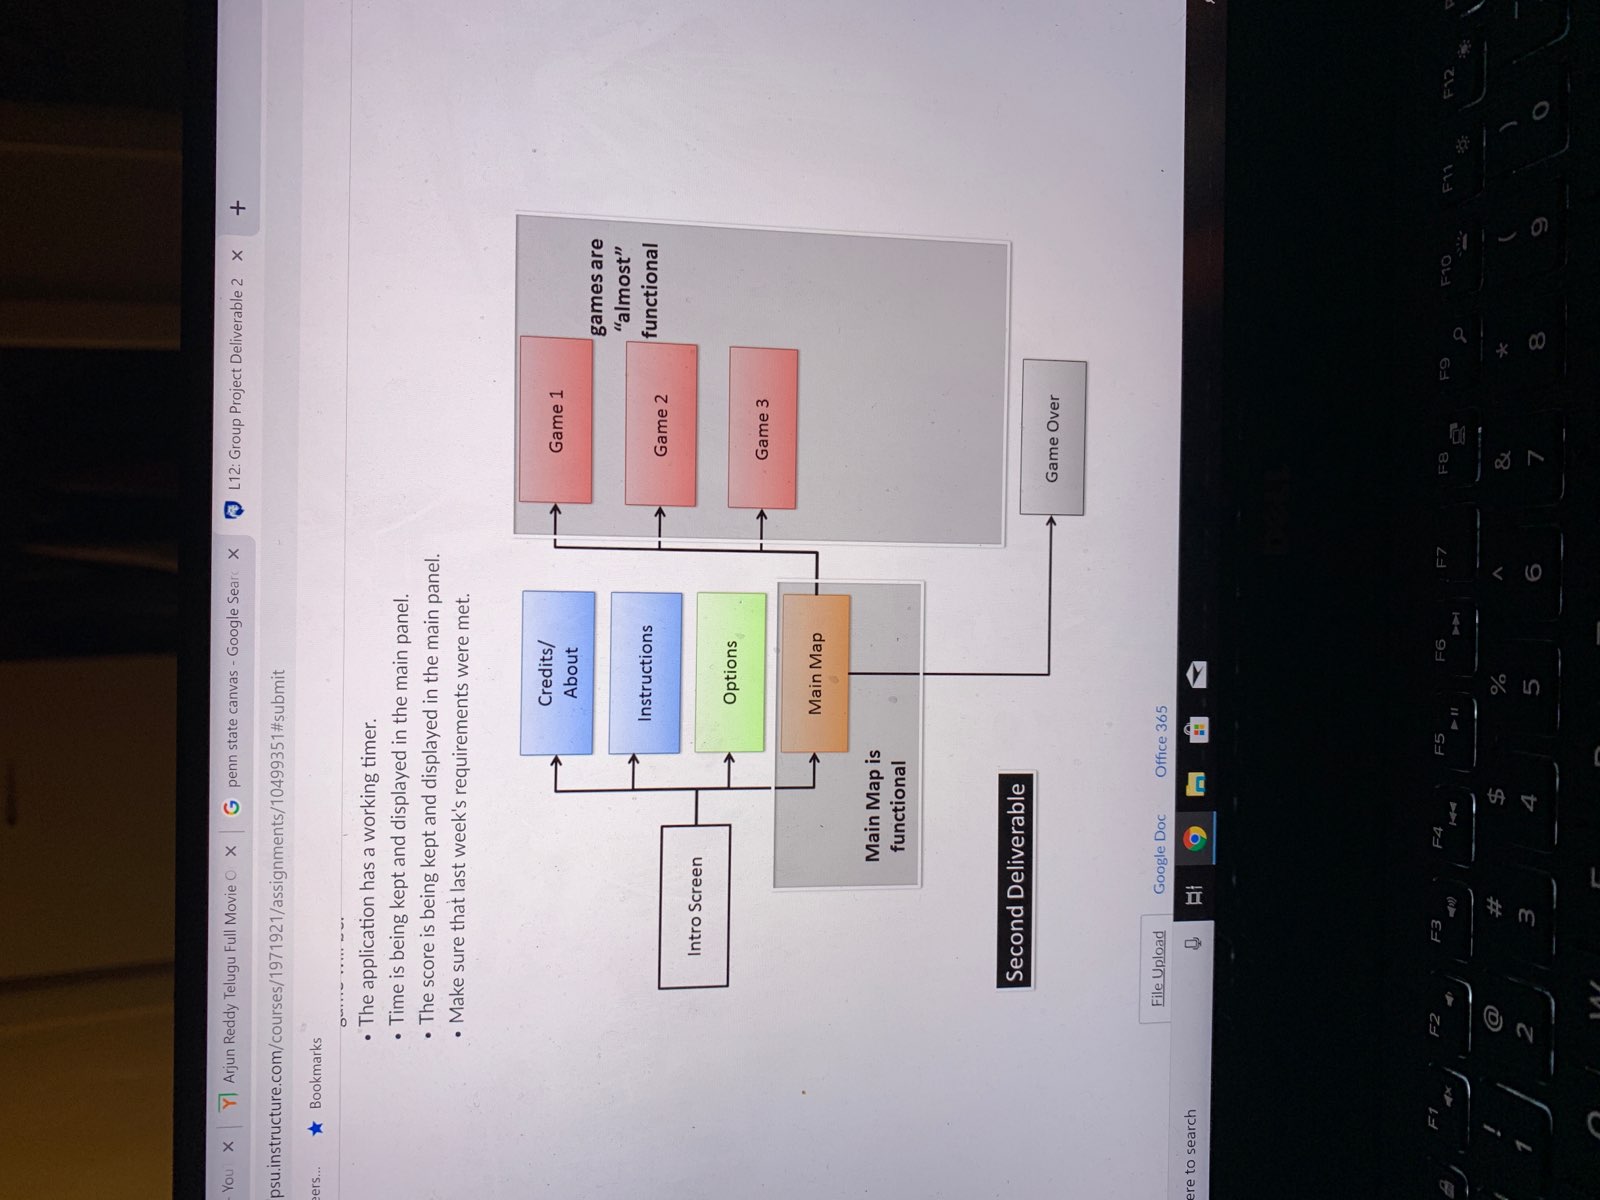 You
Arjun Reddy Telugu Full Movie O
penn state canvas - Google Searc
L12: Group Project Deliverable 2
psu.instructure.com/courses/1971921/assignments/10499351#submit
eers...
Bookmarks
• The application has a working timer.
• Time is being kept and displayed in the main panel.
• The score is being kept and displayed in the main panel.
• Make sure that last week's requirements were met.
Credits/
About
Instructions
Intro Screen
Options
Main Map
Main Map is
functional
Game 1
games are
“almost”
functional
Game 2
Game 3
Second Deliverable
Game Over
File Upload
Google Doc
Office 365
ere to search
DELL
F1 F2 F3 F4 F5 F6 F7 F8 F9 F10 F11 F12
! @ # $ % ^ & * ( )
1 2 3 4 5 6 7 8 9 0